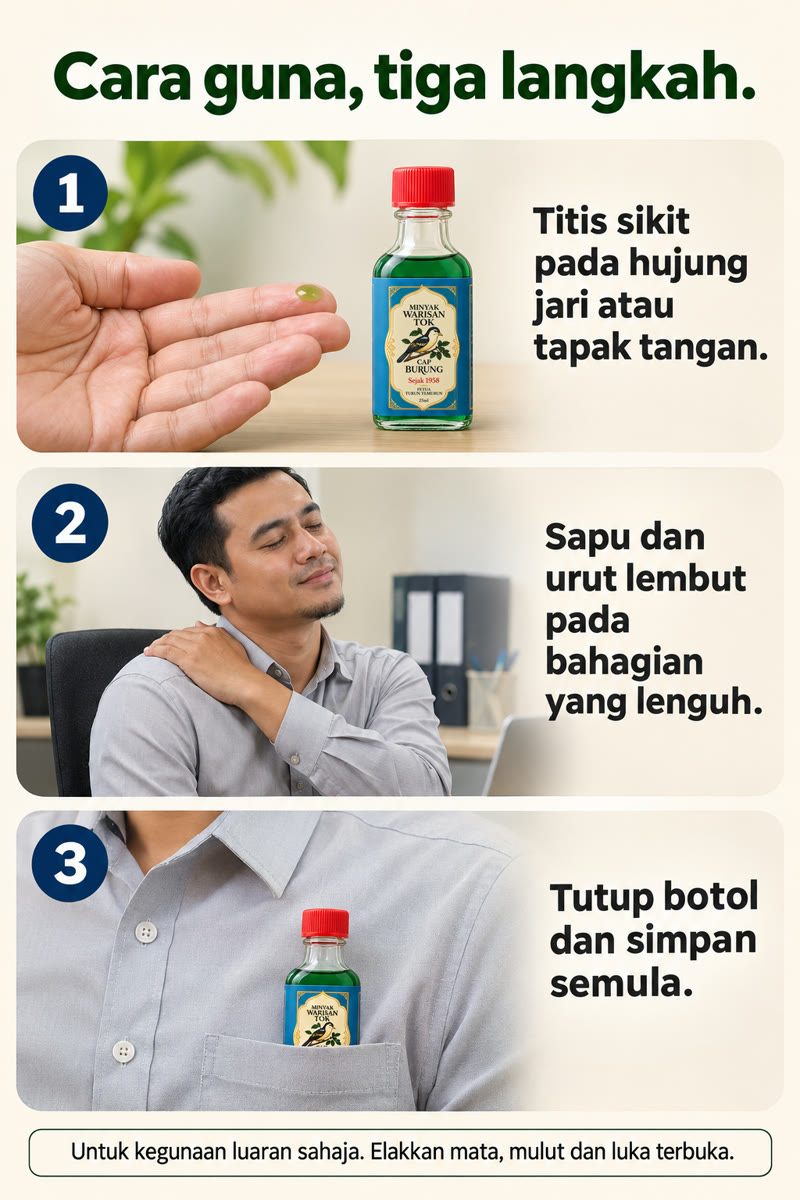 Cara guna, tiga langkah.
1
Titis sikit
pada hujung
jari atau
tapak tangan.
MINYAK
WARISAN
TOK
CAP
BURUNG
Sejak 1958
PETUA
TURUN TEMURUN
25ml
2
Sapu dan
urut lembut
pada
bahagian
yang lenguh.
3
Tutup botol
dan simpan
semula.
MINYAK
WARISAN
TOK
Untuk kegunaan luaran sahaja. Elakkan mata, mulut dan luka terbuka.